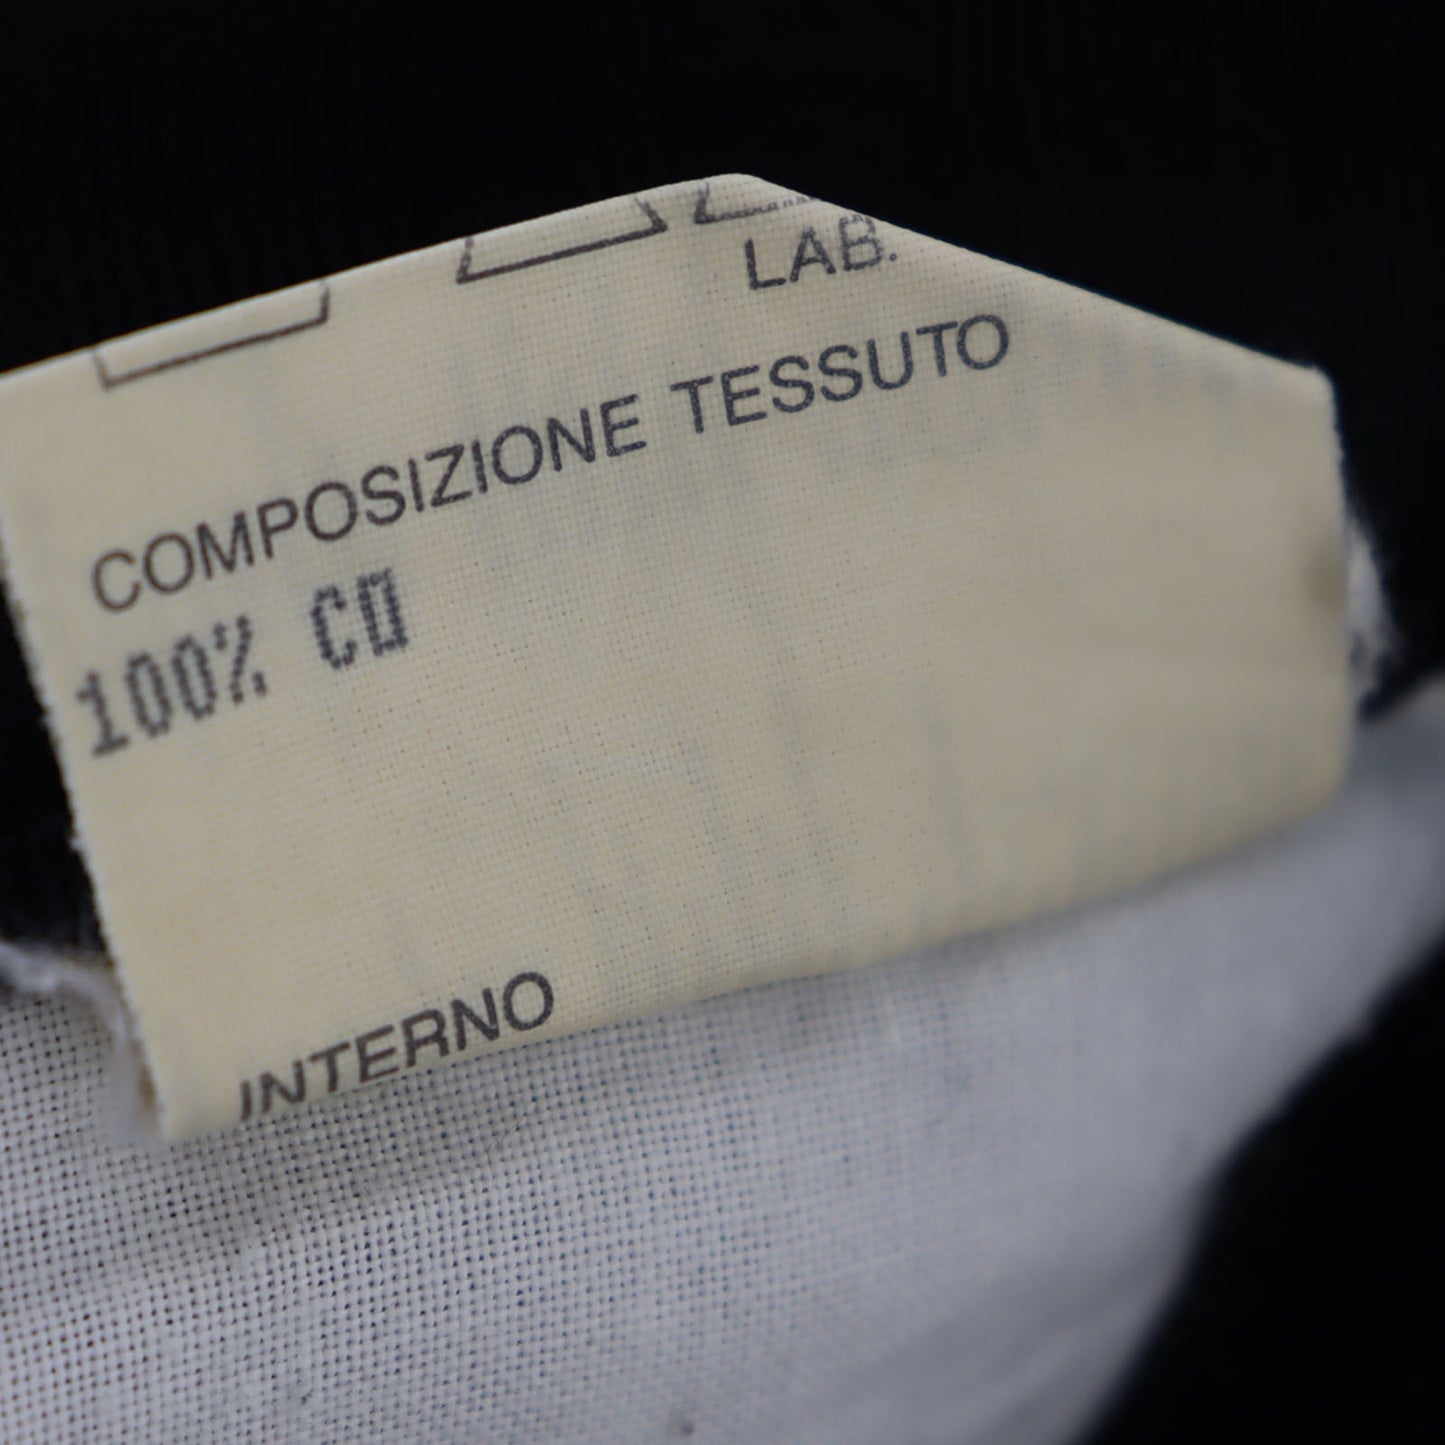 LAB.
COMPOSIZIONE TESSUTO
100% CO
INTERNO